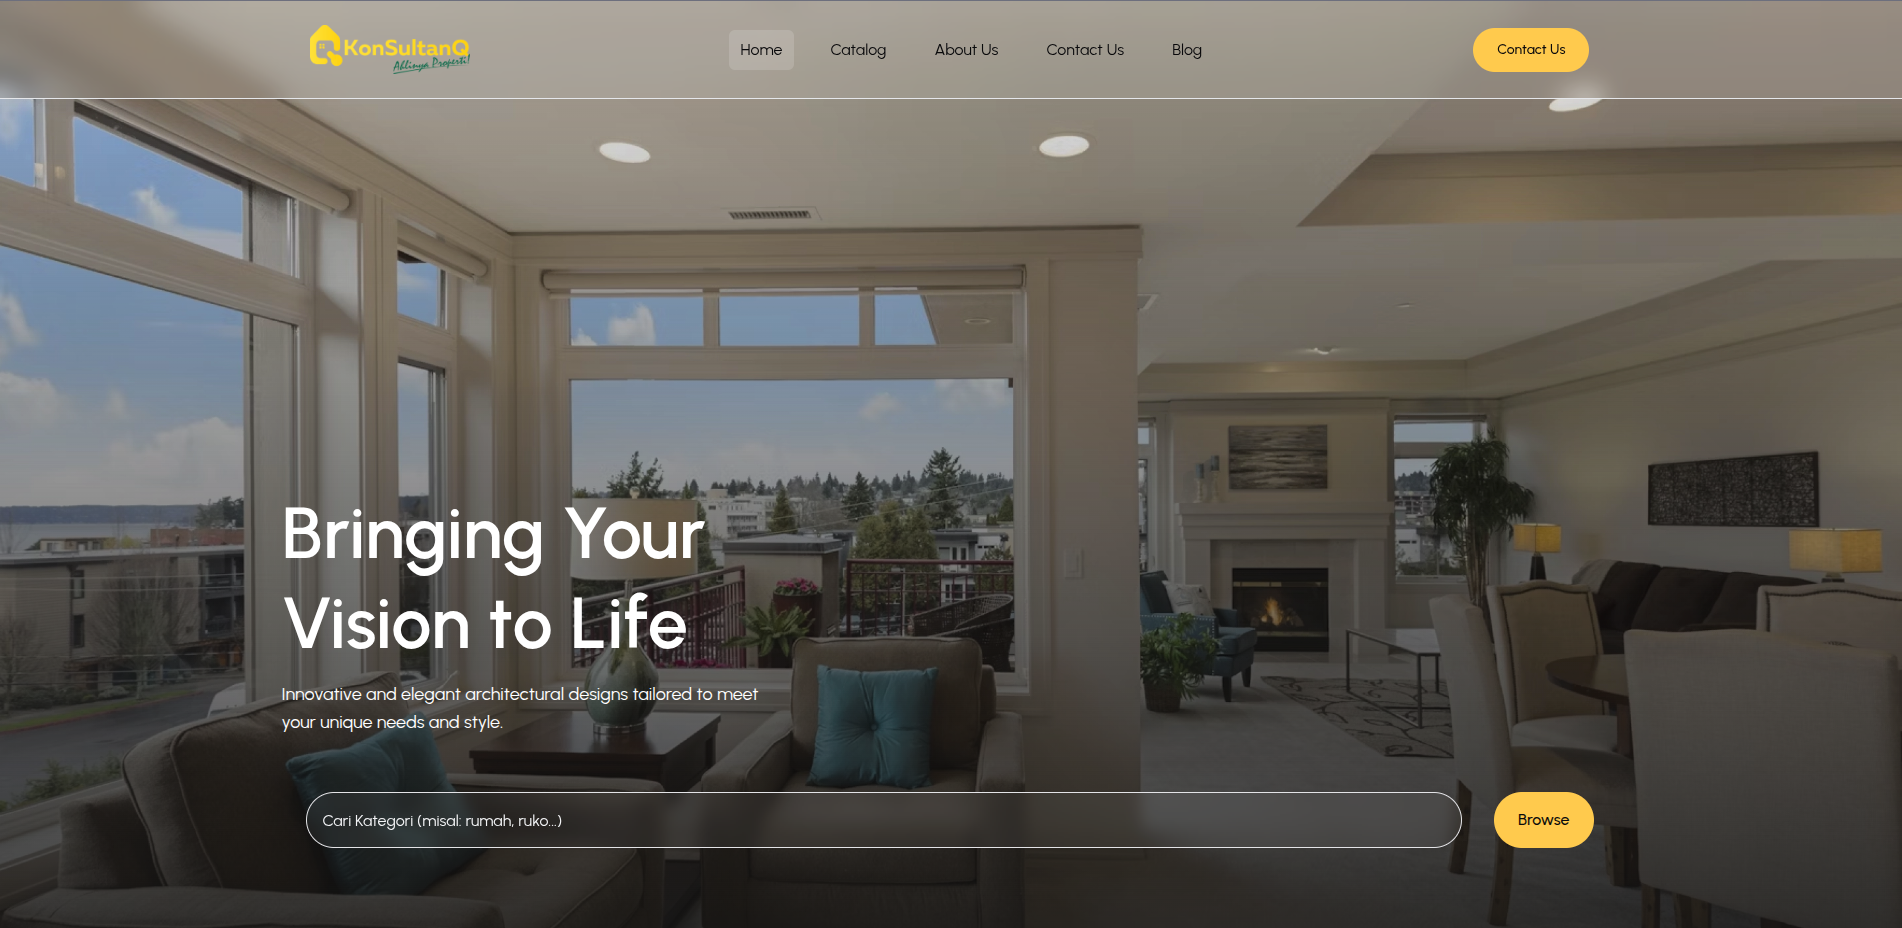 KonSultanQ
Ahlinya Properti!
Home
Catalog
About Us
Contact Us
Blog
Contact Us
Bringing Your
Vision to Life
Innovative and elegant architectural designs tailored to meet
your unique needs and style.
Cari Kategori (misal: rumah, ruko...)
Browse